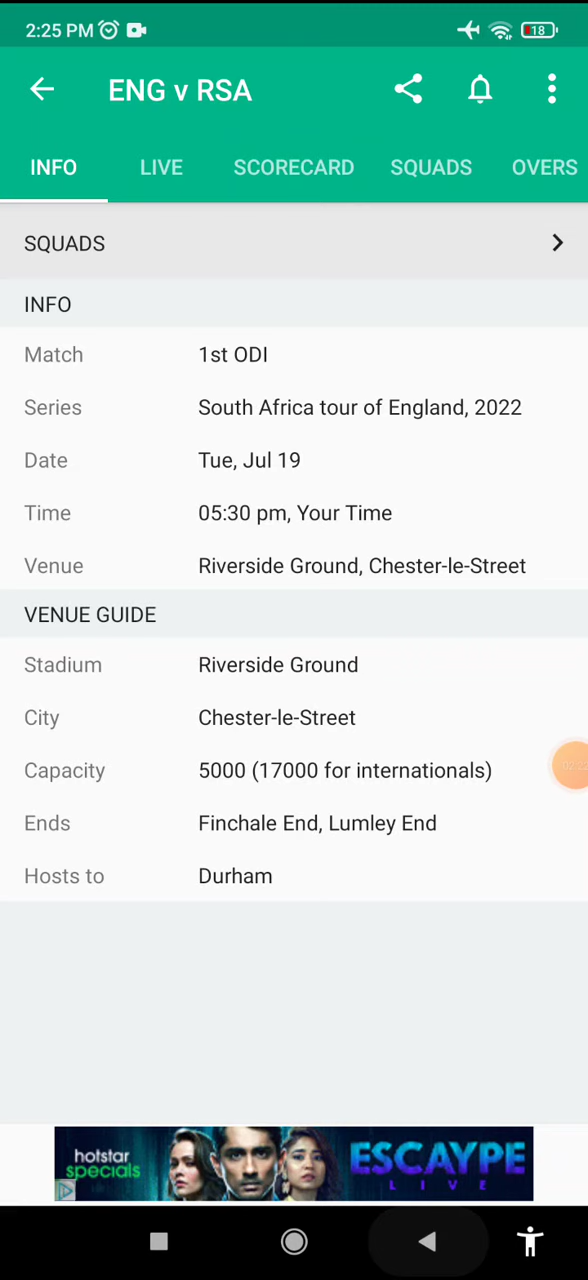 2:25 PM
18
ENG v RSA
INFO LIVE SCORECARD SQUADS OVERS
SQUADS
INFO
Match 1st ODI
Series South Africa tour of England, 2022
Date Tue, Jul 19
Time 05:30 pm, Your Time
Venue Riverside Ground, Chester-le-Street
VENUE GUIDE
Stadium Riverside Ground
City Chester-le-Street
Capacity 5000 (17000 for internationals)
Ends Finchale End, Lumley End
Hosts to Durham
hotstar
specials
ESCAYPE
LIVE